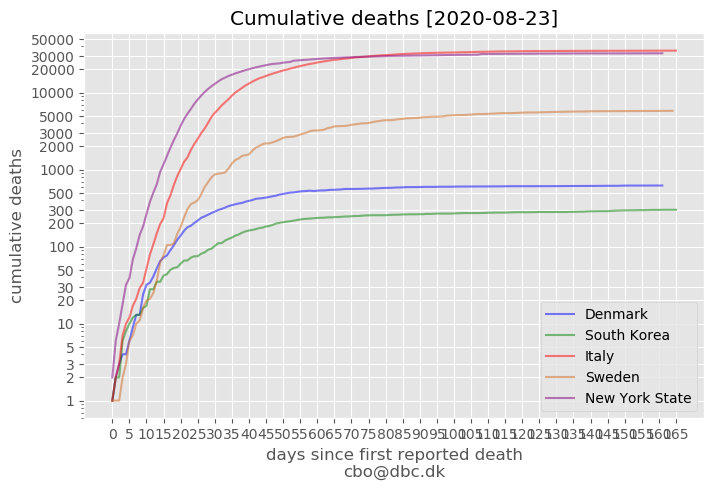 Cumulative deaths [2020-08-23]
cumulative deaths
50000
30000
20000
10000
5000
3000
2000
1000
500
300
200
100
50
30
20
10
5
3
2
1
Denmark
South Korea
Italy
Sweden
New York State
0 5 10 15 20 25 30 35 40 45 50 55 60 65 70 75 80 85 90 95 100 105 110 115 120 125 130 135 140 145 150 155 160 165
days since first reported death
cbo@dbc.dk